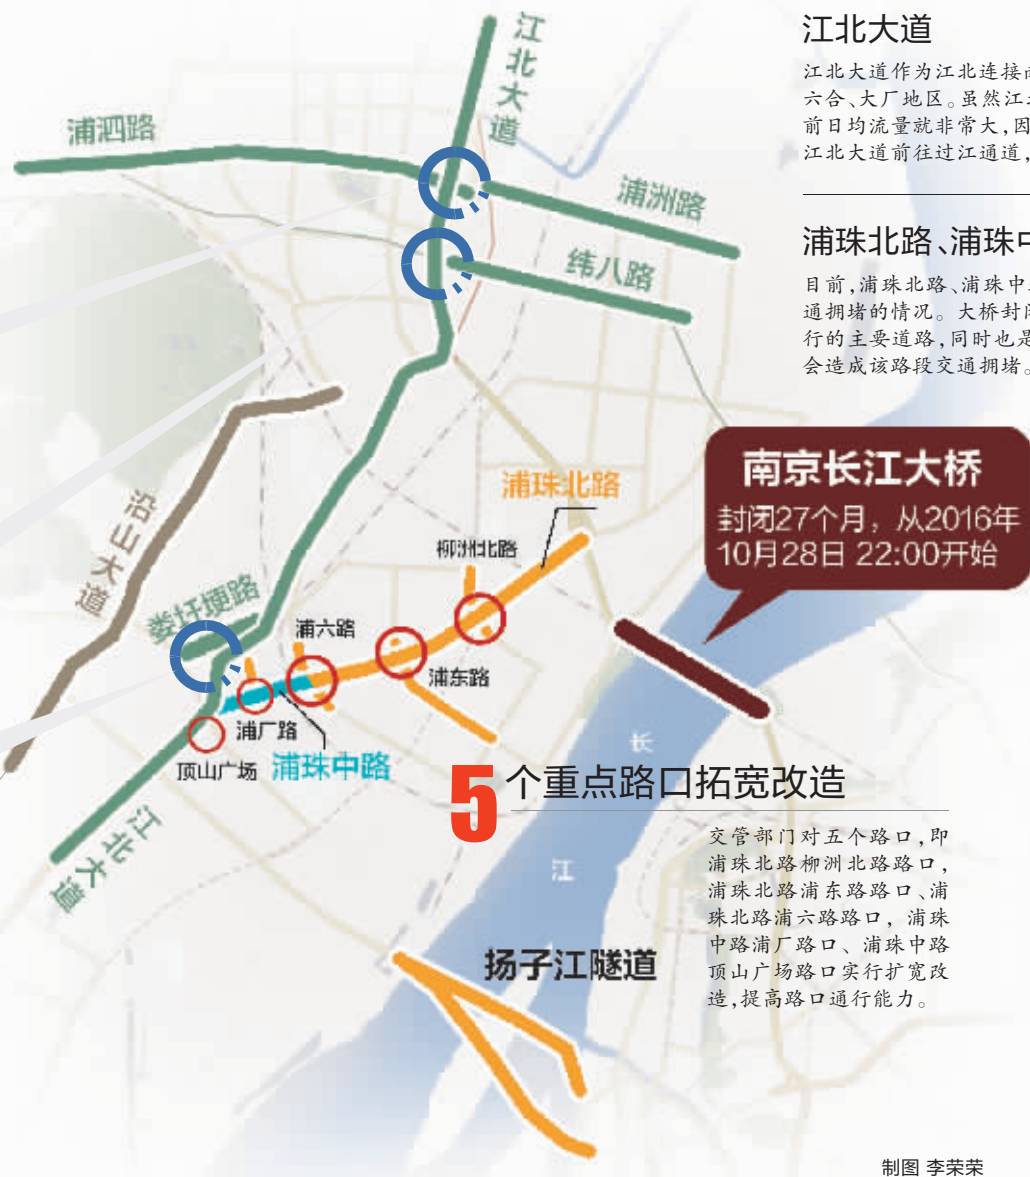 江北大道
江北大道作为江北连接
六合、大厂地区。虽然江
前日均流量就非常大,因
江北大道前往过江通道,
浦珠北路、浦珠中
目前,浦珠北路、浦珠中
通拥堵的情况。大桥封
行的主要道路,同时也是
会造成该路段交通拥堵。
江北大道
浦泗路
浦洲路
纬八路
沿山大道
浦珠北路
柳洲北路
娄圩埂路
浦六路
浦东路
浦厂路
顶山广场
浦珠中路
江北大道
南京长江大桥
封闭27个月，从2016年
10月28日 22:00开始
长
江
5个重点路口拓宽改造
交管部门对五个路口,即
浦珠北路柳洲北路路口,
浦珠北路浦东路路口、浦
珠北路浦六路路口,浦珠
中路浦厂路口、浦珠中路
顶山广场路口实行扩宽改
造,提高路口通行能力。
扬子江隧道
制图 李荣荣